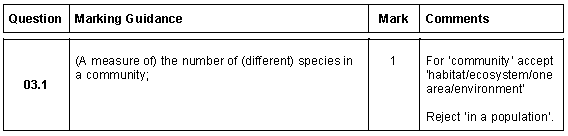 Question Marking Guidance Mark Comments
03.1 (A measure of) the number of (different) species in a community; 1 For 'community' accept
'habitat/ecosystem/one
area/environment'
Reject 'in a population'.